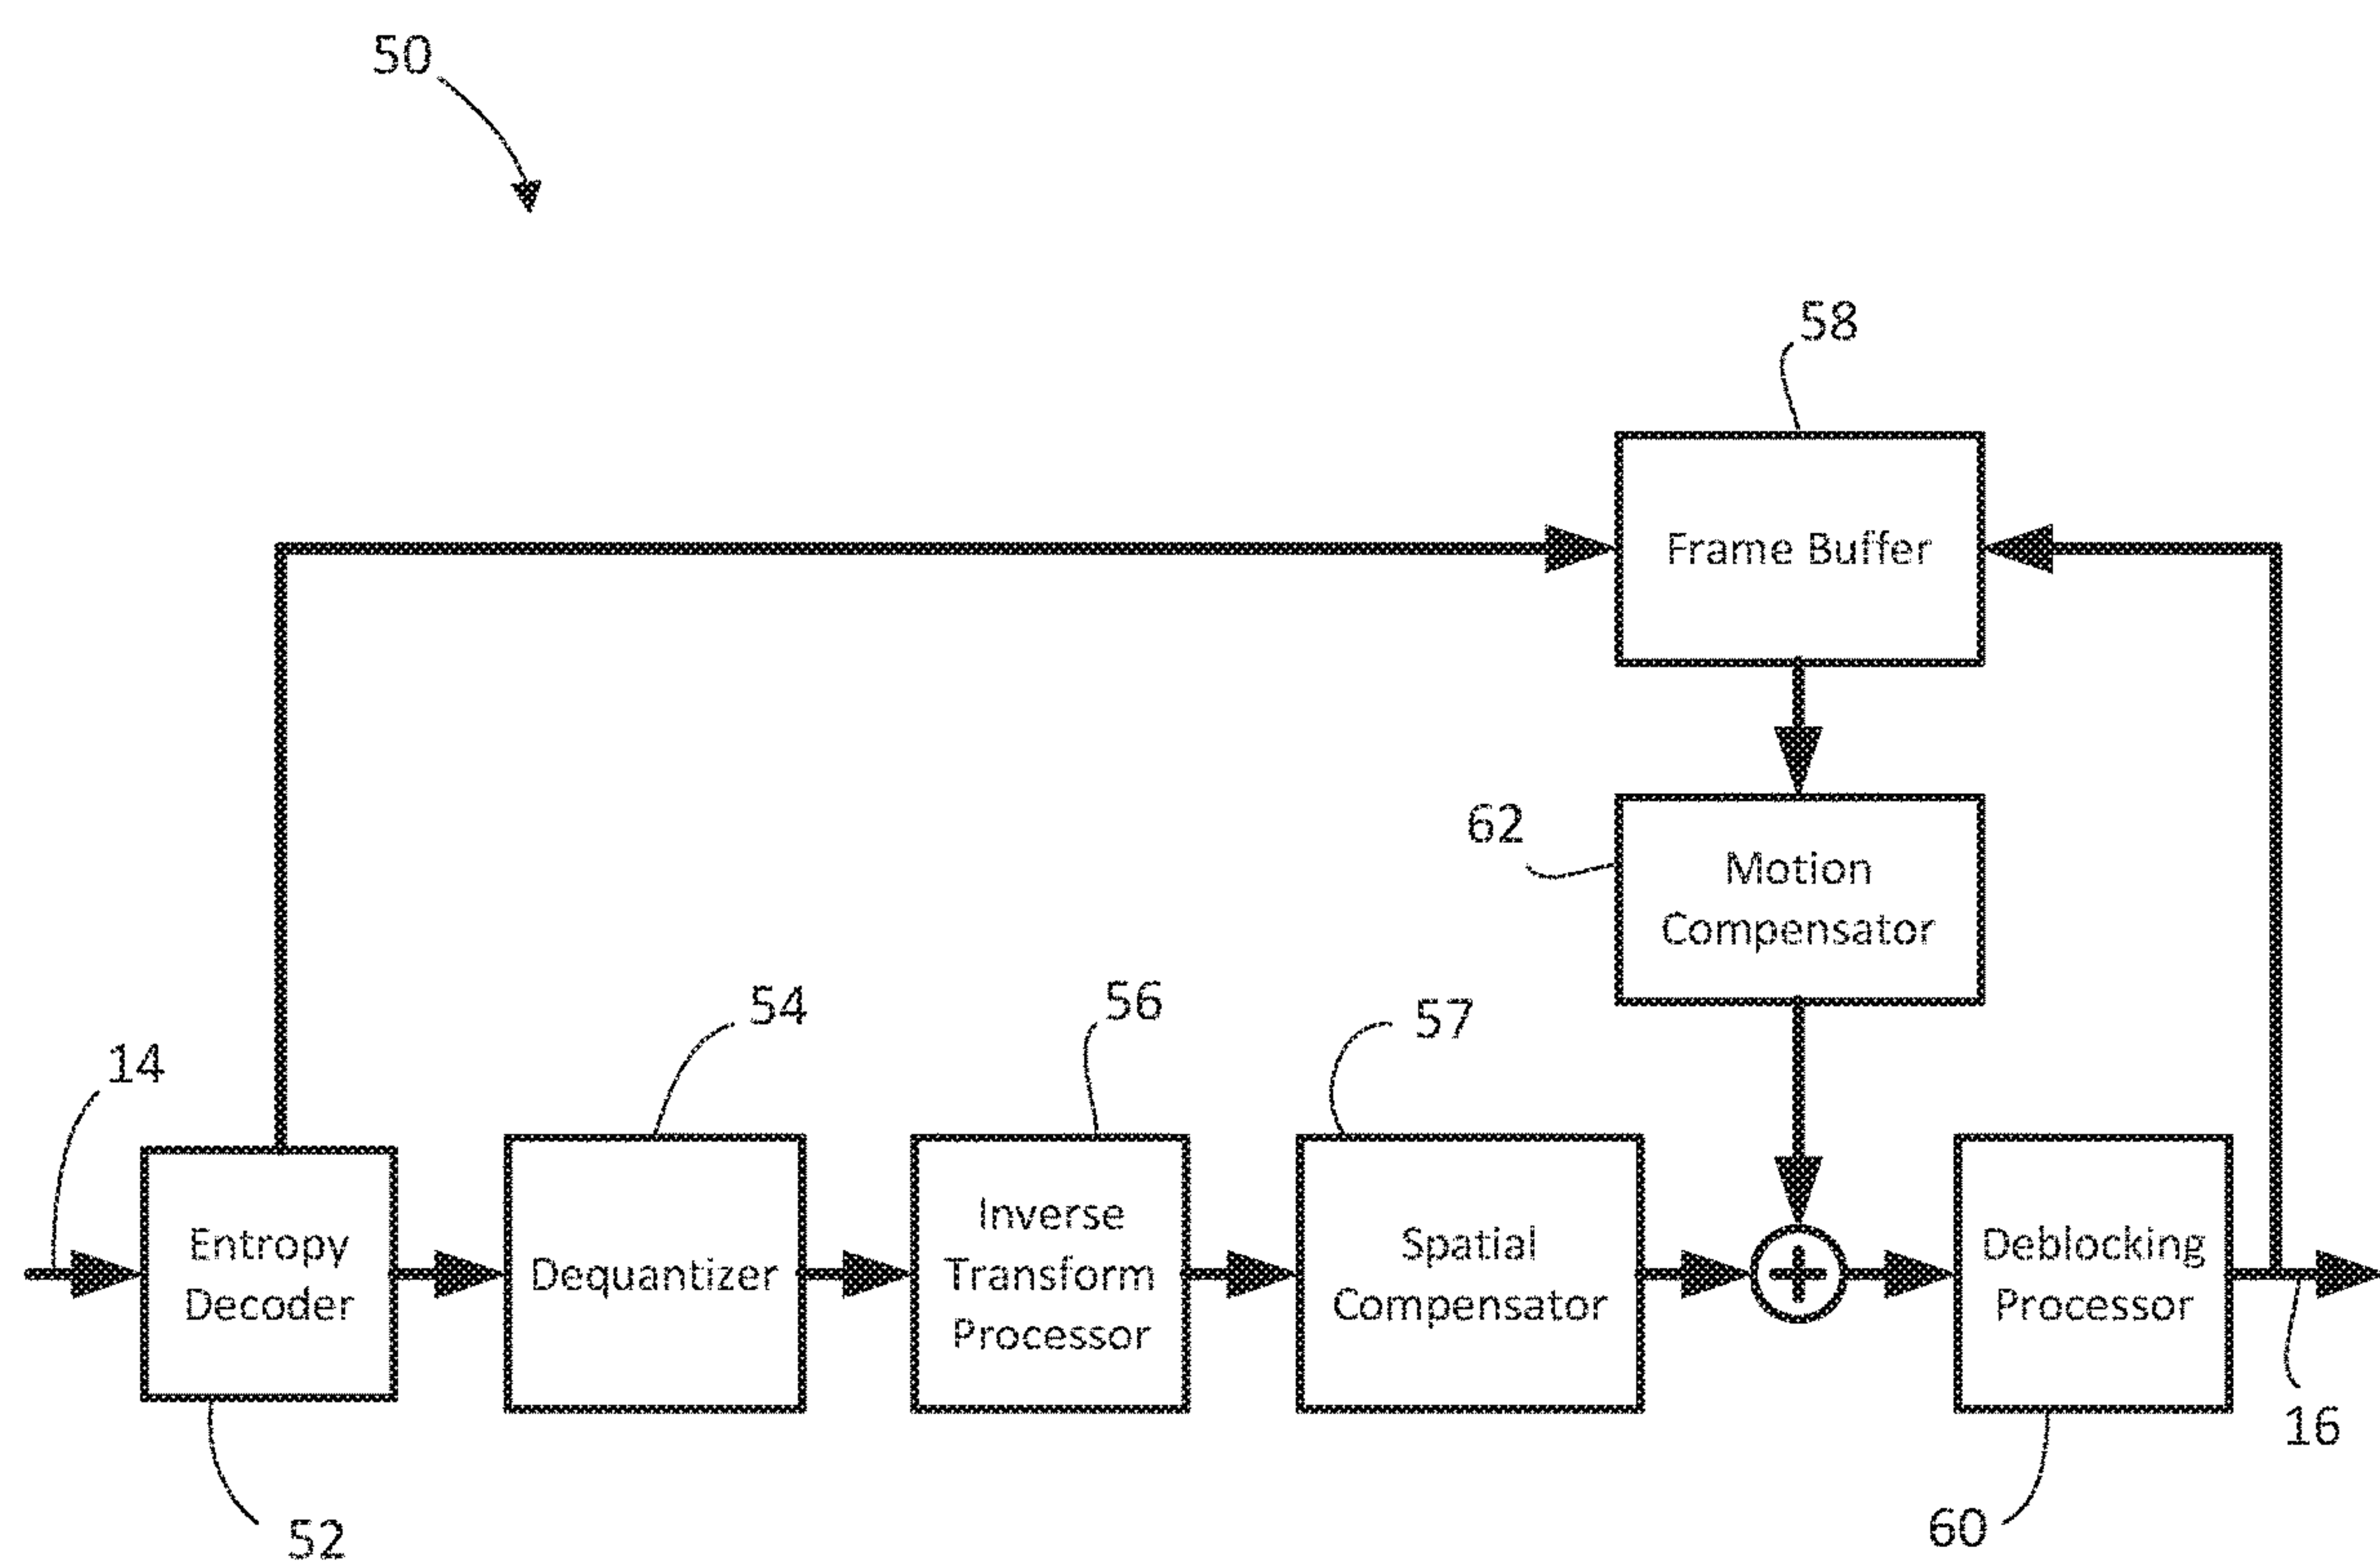 50
58
Frame Buffer
62
Motion
Compensator
14
54
56
57
Entropy
Decoder
Dequantizer
Inverse
Transform
Processor
Spatial
Compensator
+
Deblocking
Processor
16
52
60